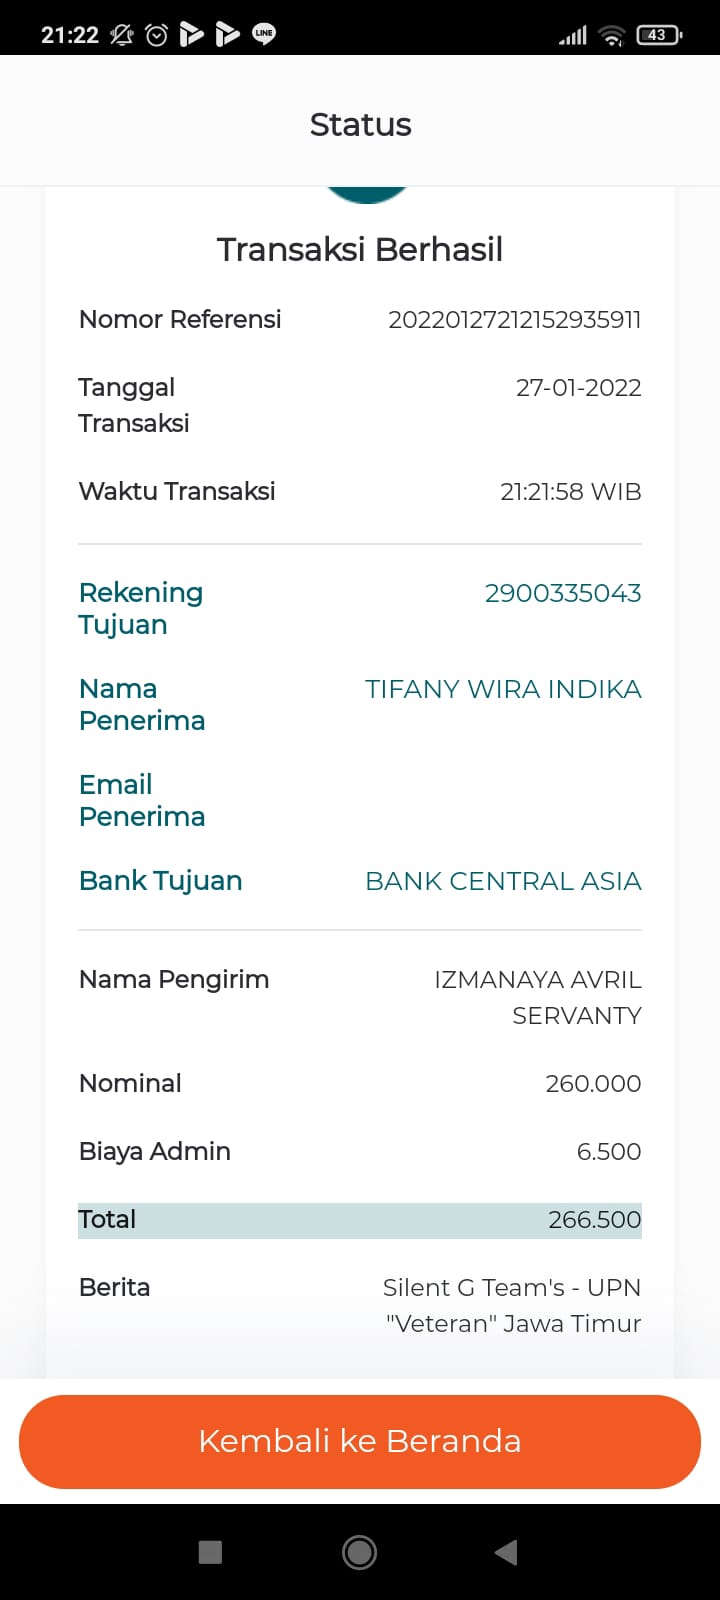 21:22 LINE 43
Status
Transaksi Berhasil
Nomor Referensi 20220127212152935911
Tanggal 27-01-2022
Transaksi
Waktu Transaksi 21:21:58 WIB
Rekening 2900335043
Tujuan
Nama TIFANY WIRA INDIKA
Penerima
Email
Penerima
Bank Tujuan BANK CENTRAL ASIA
Nama Pengirim IZMANAYA AVRIL
SERVANTY
Nominal 260.000
Biaya Admin 6.500
Total 266.500
Berita Silent G Team's - UPN
"Veteran" Jawa Timur
Kembali ke Beranda